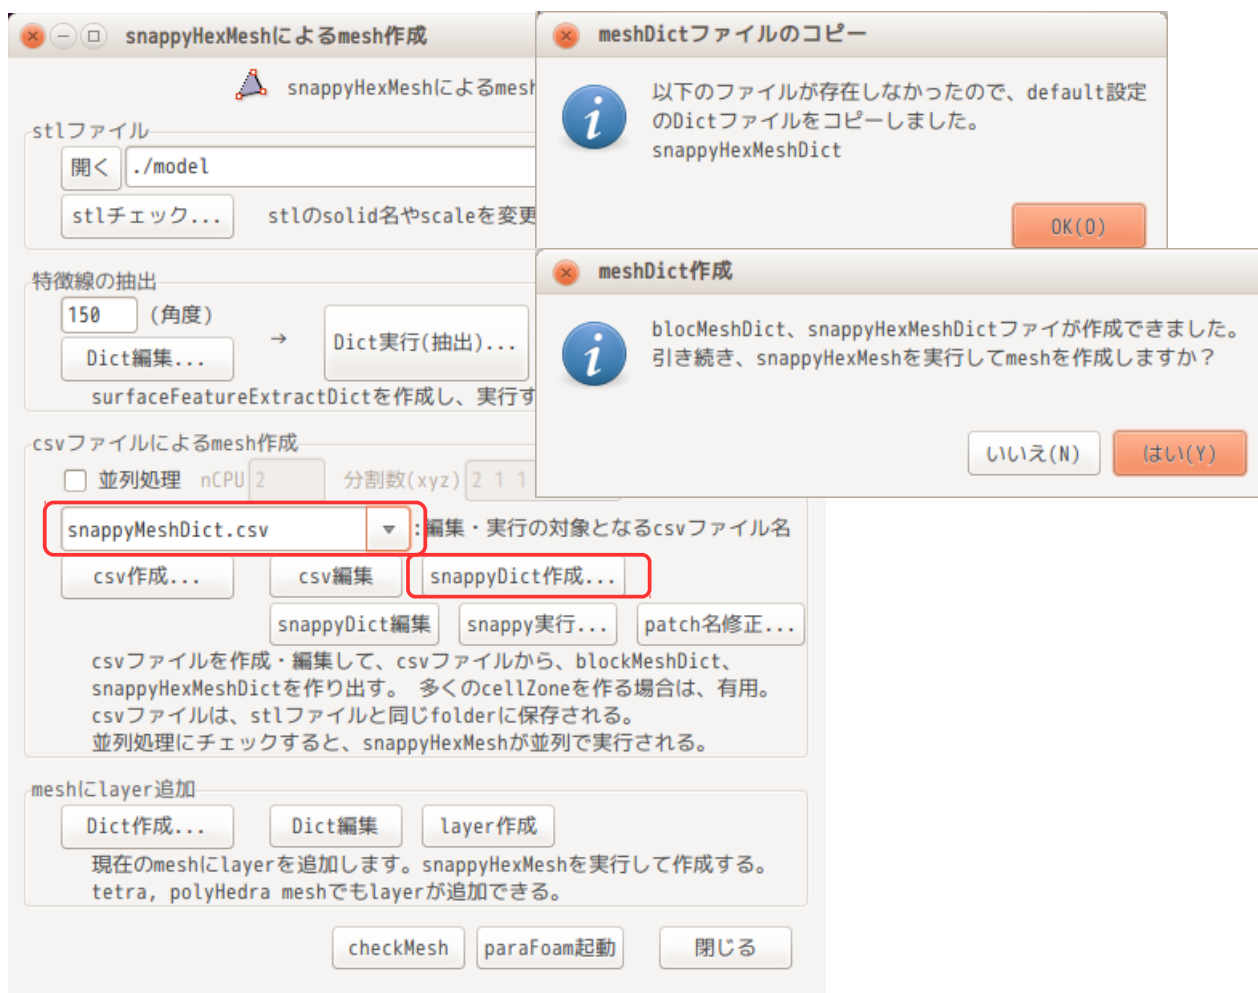 snappyHexMeshによるmesh作成
snappyHexMeshによるmesh
stlファイル
開く ./model
stlチェック... stlのsolid名やscaleを変更
特徴線の抽出
150 (角度)
→ Dict実行(抽出)...
Dict編集...
surfaceFeatureExtractDictを作成し、実行す
csvファイルによるmesh作成
並列処理 nCPU 2 分割数(xyz) 2 1 1
snappyMeshDict.csv :編集・実行の対象となるcsvファイル名
csv作成... csv編集 snappyDict作成...
snappyDict編集 snappy実行... patch名修正...
csvファイルを作成・編集して、csvファイルから、blockMeshDict、
snappyHexMeshDictを作り出す。 多くのcellZoneを作る場合は、有用。
csvファイルは、stlファイルと同じfolderに保存される。
並列処理にチェックすると、snappyHexMeshが並列で実行される。
meshにlayer追加
Dict作成... Dict編集 layer作成
現在のmeshにlayerを追加します。snappyHexMeshを実行して作成する。
tetra, polyHedra meshでもlayerが追加できる。
checkMesh paraFoam起動 閉じる
meshDictファイルのコピー
以下のファイルが存在しなかったので、default設定
のDictファイルをコピーしました。
snappyHexMeshDict
OK(O)
meshDict作成
blocMeshDict、snappyHexMeshDictファイが作成できました。
引き続き、snappyHexMeshを実行してmeshを作成しますか？
いいえ(N) はい(Y)